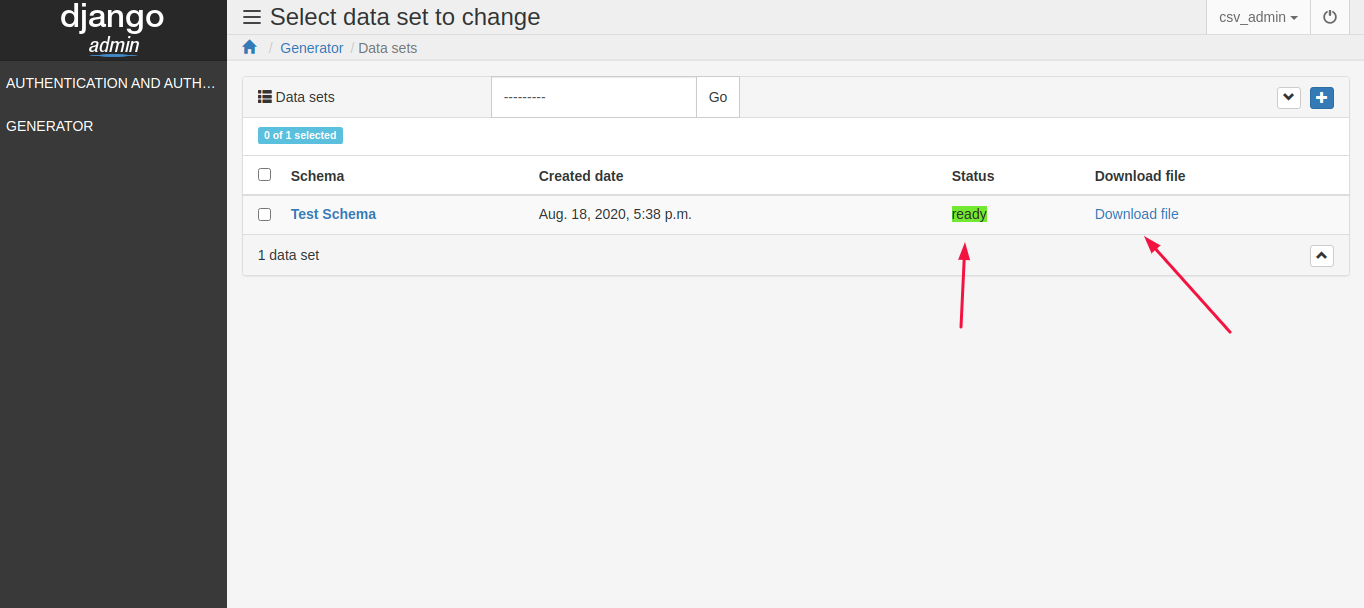 django
admin
Select data set to change
csv_admin
/ Generator / Data sets
AUTHENTICATION AND AUTH…
GENERATOR
Data sets
---------
Go
0 of 1 selected
Schema Created date Status Download file
Test Schema Aug. 18, 2020, 5:38 p.m. ready Download file
1 data set